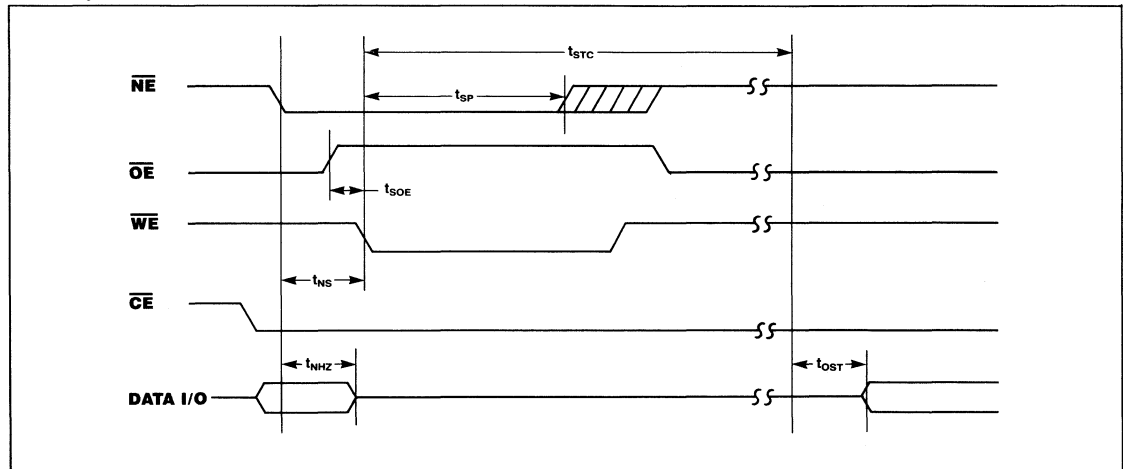 tSTC
NE
tSP
OE
tSOE
WE
tNS
CE
tNHZ
tOST
DATA I/O